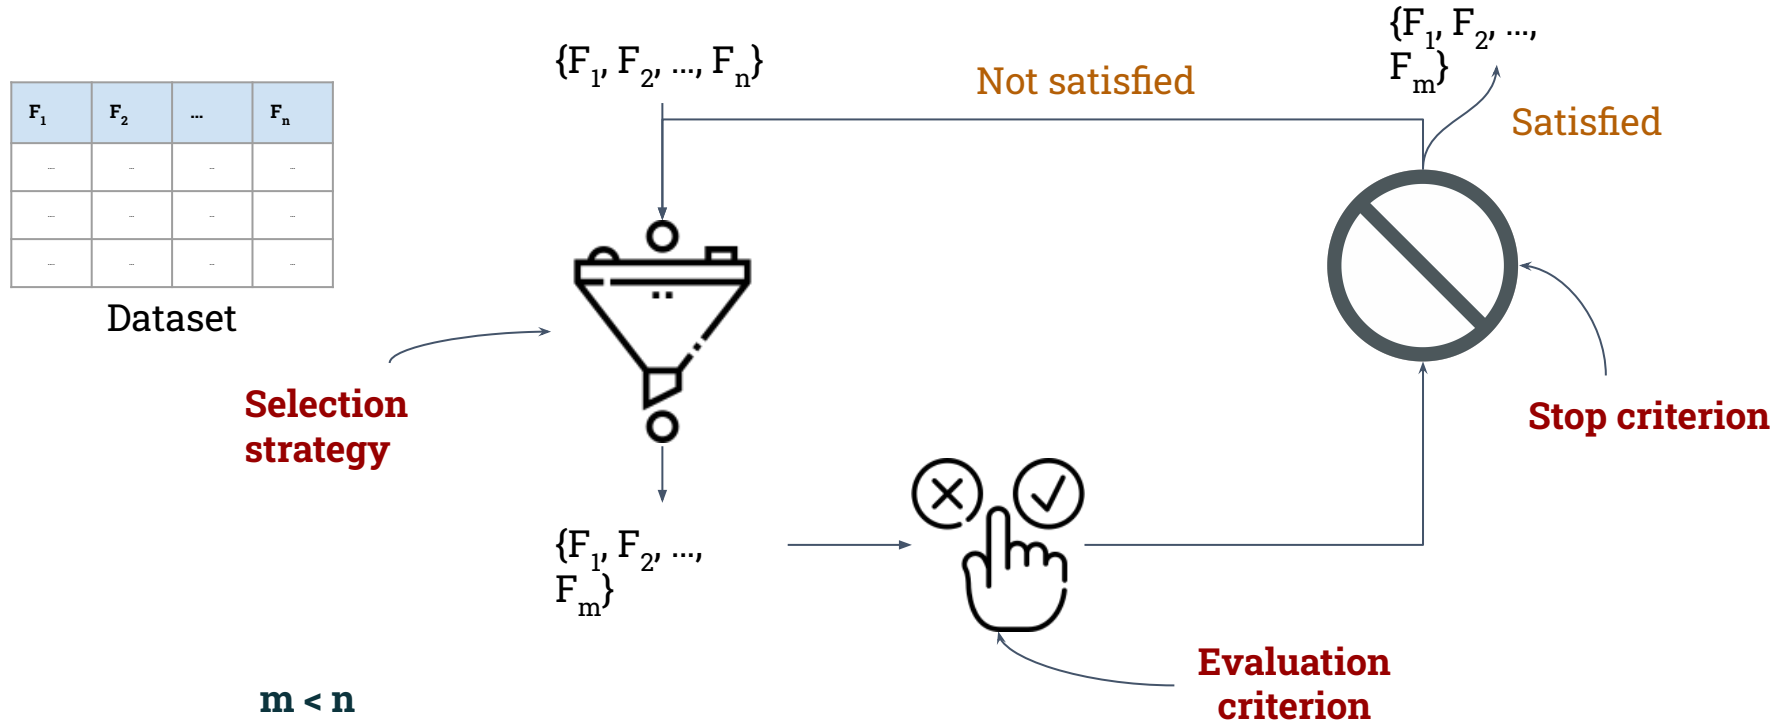 {F1, F2, ..., Fn}
{F1, F2, ...,
Fm}
Not satisfied
Satisfied
F1 F2 ... Fn
... ... ... ...
... ... ... ...
... ... ... ...
Dataset
Selection
strategy
Stop criterion
{F1, F2, ...,
Fm}
Evaluation
criterion
m < n